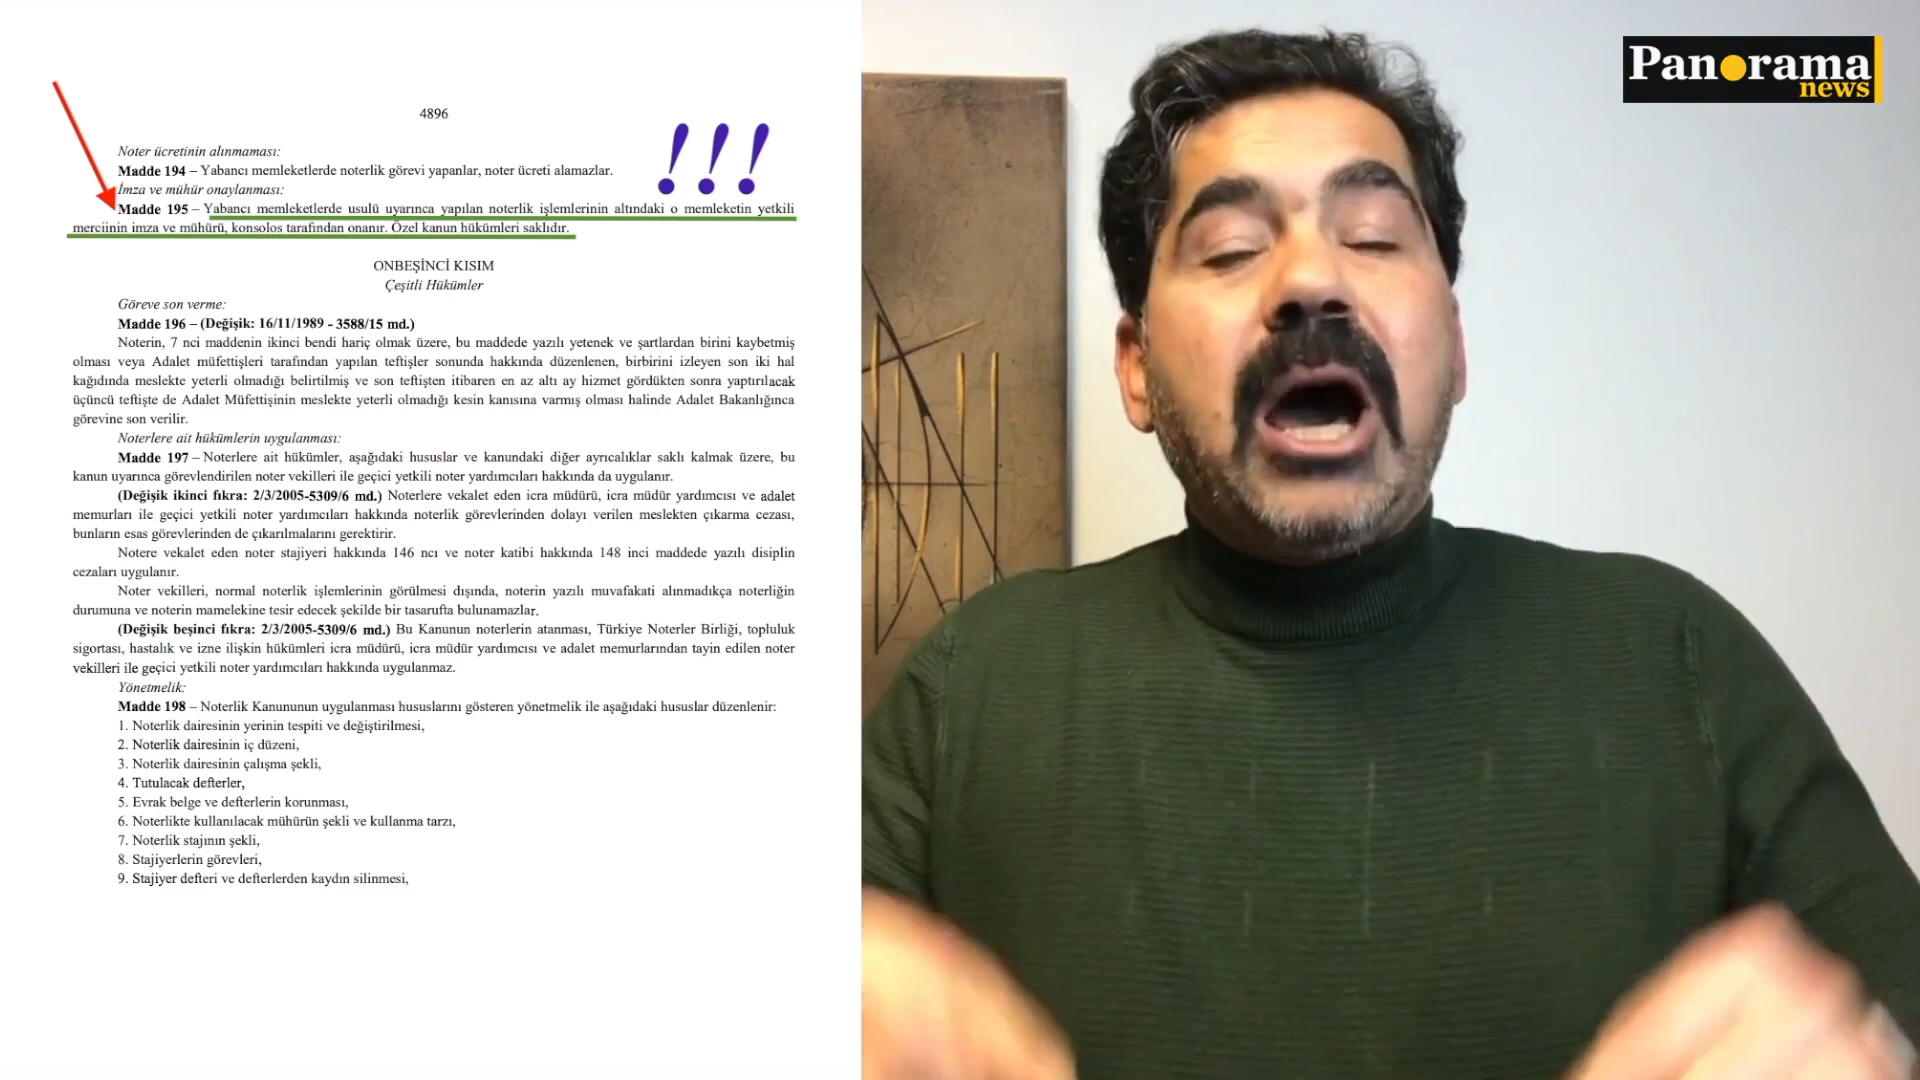 4896
Noter ücretinin alınmaması:
Madde 194 – Yabancı memleketlerde noterlik görevi yapanlar, noter ücreti alamazlar.
İmza ve mühür onaylanması:
Madde 195 – Yabancı memleketlerde usulü uyarınca yapılan noterlik işlemlerinin altındaki o memleketin yetkili
merciinin imza ve mühürü, konsolos tarafından onanır. Özel kanun hükümleri saklıdır.
!!!
ONBEŞİNCİ KISIM
Çeşitli Hükümler
Göreve son verme:
Madde 196 – (Değişik: 16/11/1989 - 3588/15 md.)
Noterin, 7 nci maddenin ikinci bendi hariç olmak üzere, bu maddede yazılı yetenek ve şartlardan birini kaybetmiş
olması veya Adalet müfettişleri tarafından yapılan teftişler sonunda hakkında düzenlenen, birbirini izleyen son iki hal
kağıdında meslekte yeterli olmadığı belirtilmiş ve son teftişten itibaren en az altı ay hizmet gördükten sonra yaptırılacak
üçüncü teftişte de Adalet Müfettişinin meslekte yeterli olmadığı kesin kanısına varmış olması halinde Adalet Bakanlığınca
görevine son verilir.
Noterlere ait hükümlerin uygulanması:
Madde 197 – Noterlere ait hükümler, aşağıdaki hususlar ve kanundaki diğer ayrıcalıklar saklı kalmak üzere, bu
kanun uyarınca görevlendirilen noter vekilleri ile geçici yetkili noter yardımcıları hakkında da uygulanır.
(Değişik ikinci fıkra: 2/3/2005-5309/6 md.) Noterlere vekalet eden icra müdürü, icra müdür yardımcısı ve adalet
memurları ile geçici yetkili noter yardımcıları hakkında noterlik görevlerinden dolayı verilen meslekten çıkarma cezası,
bunların esas görevlerinden de çıkarılmalarını gerektirir.
Notere vekalet eden noter stajiyeri hakkında 146 ncı ve noter katibi hakkında 148 inci maddede yazılı disiplin
cezaları uygulanır.
Noter vekilleri, normal noterlik işlemlerinin görülmesi dışında, noterin yazılı muvafakati alınmadıkça noterliğin
durumuna ve noterin mamelekine tesir edecek şekilde bir tasarufta bulunamazlar.
(Değişik beşinci fıkra: 2/3/2005-5309/6 md.) Bu Kanunun noterlerin atanması, Türkiye Noterler Birliği, topluluk
sigortası, hastalık ve izne ilişkin hükümleri icra müdürü, icra müdür yardımcısı ve adalet memurlarından tayin edilen noter
vekilleri ile geçici yetkili noter yardımcıları hakkında uygulanmaz.
Yönetmelik:
Madde 198 – Noterlik Kanununun uygulanması hususlarını gösteren yönetmelik ile aşağıdaki hususlar düzenlenir:
1. Noterlik dairesinin yerinin tespiti ve değiştirilmesi,
2. Noterlik dairesinin iç düzeni,
3. Noterlik dairesinin çalışma şekli,
4. Tutulacak defterler,
5. Evrak belge ve defterlerin korunması,
6. Noterlikte kullanılacak mühürün şekli ve kullanma tarzı,
7. Noterlik stajının şekli,
8. Stajiyerlerin görevleri,
9. Stajiyer defteri ve defterlerden kaydın silinmesi,
Panorama
news